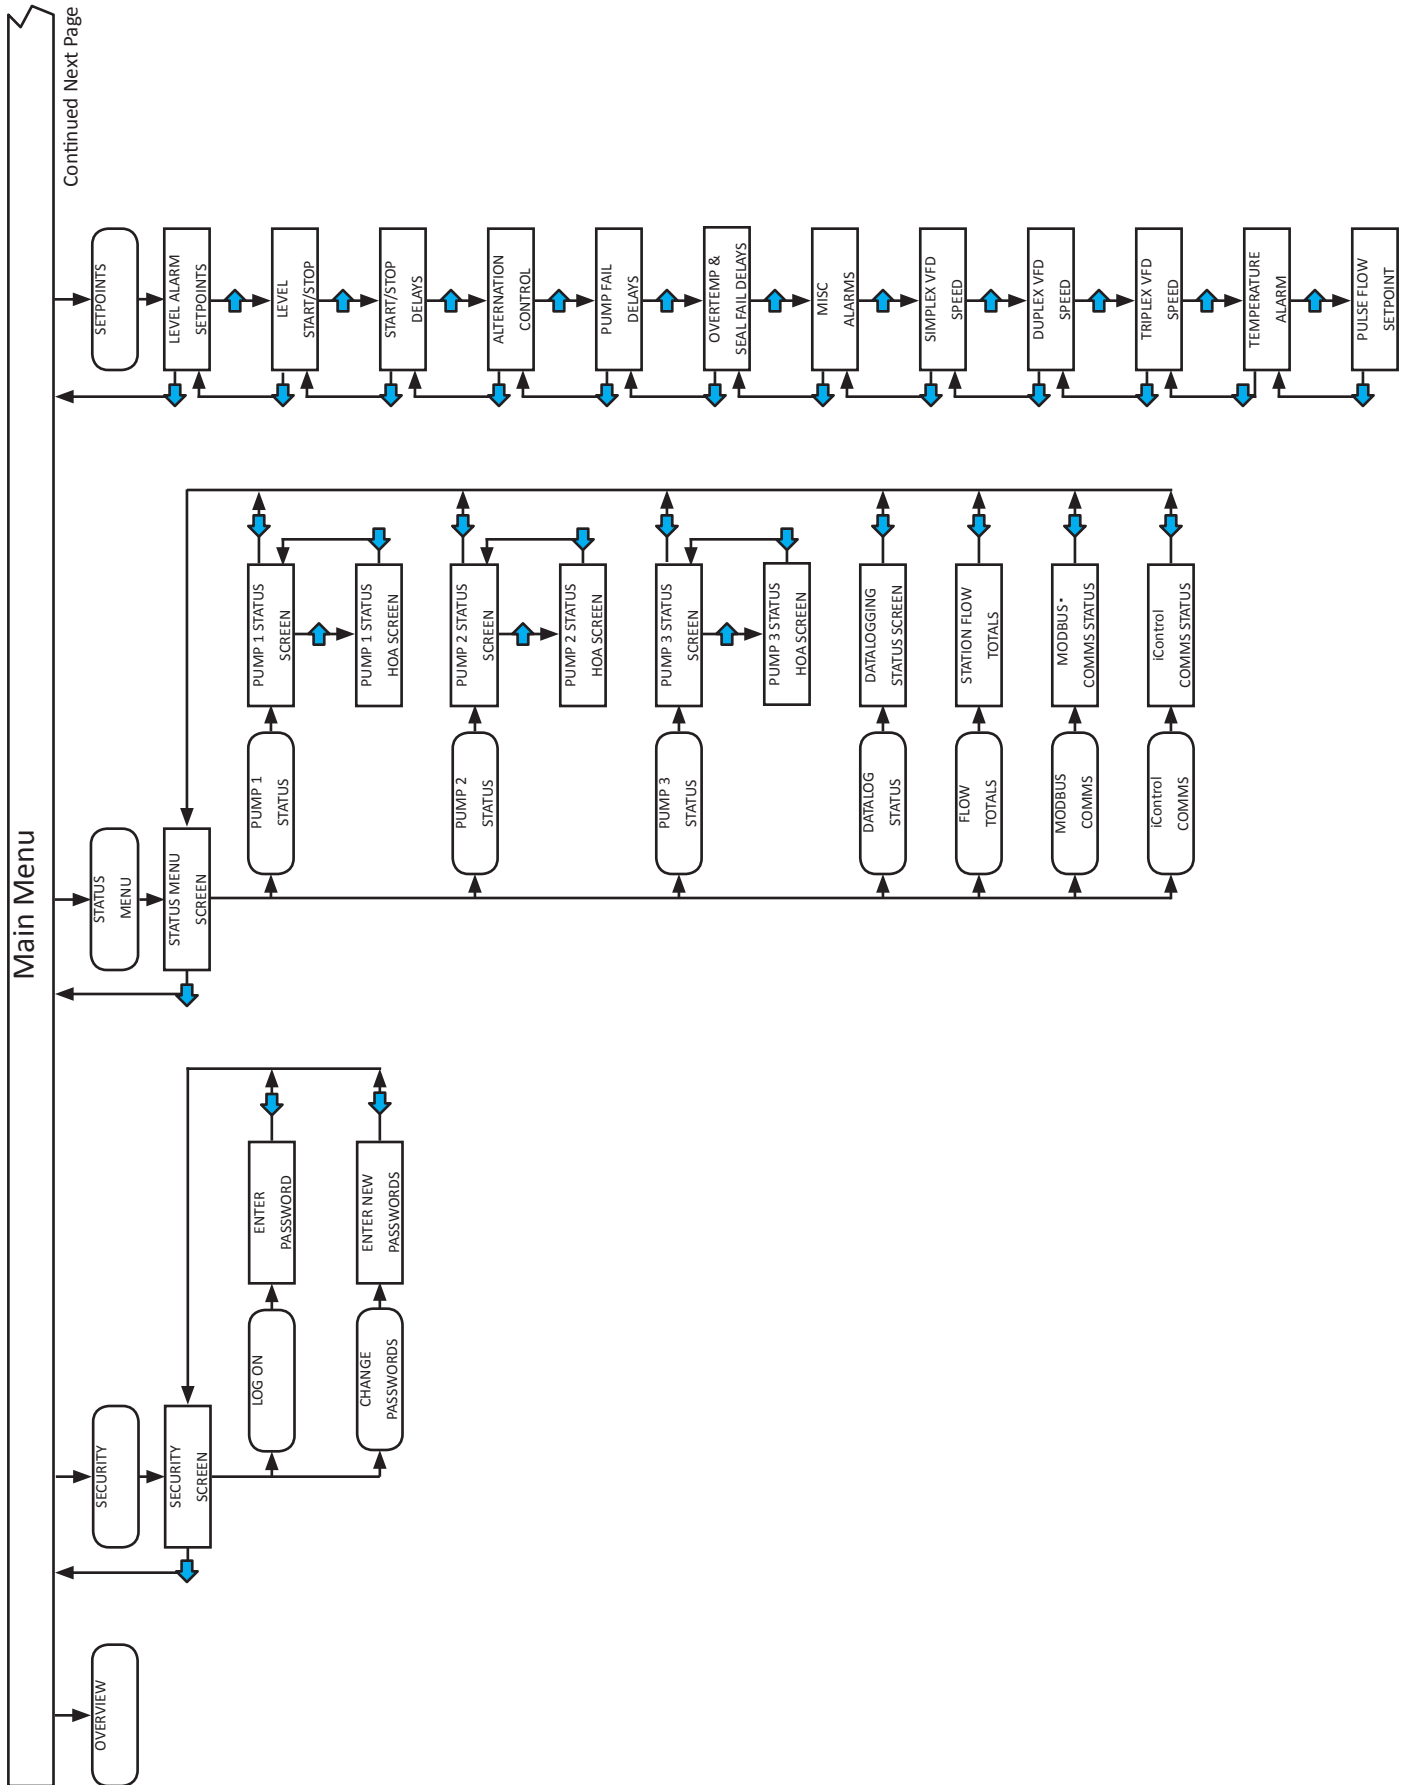 Main Menu
Continued Next Page
OVERVIEW
SECURITY
SECURITY
SCREEN
LOG ON
ENTER
PASSWORD
CHANGE
PASSWORDS
ENTER NEW
PASSWORDS
STATUS
MENU
STATUS MENU
SCREEN
PUMP 1
STATUS
PUMP 1 STATUS
SCREEN
PUMP 1 STATUS
HOA SCREEN
PUMP 2
STATUS
PUMP 2 STATUS
SCREEN
PUMP 2 STATUS
HOA SCREEN
PUMP 3
STATUS
PUMP 3 STATUS
SCREEN
PUMP 3 STATUS
HOA SCREEN
DATALOG
STATUS
DATALOGGING
STATUS SCREEN
FLOW
TOTALS
STATION FLOW
TOTALS
MODBUS
COMMS
MODBUS•
COMMS STATUS
iControl
COMMS
iControl
COMMS STATUS
SETPOINTS
LEVEL ALARM
SETPOINTS
LEVEL
START/STOP
START/STOP
DELAYS
ALTERNATION
CONTROL
PUMP FAIL
DELAYS
OVERTEMP &
SEAL FAIL DELAYS
MISC
ALARMS
SIMPLEX VFD
SPEED
DUPLEX VFD
SPEED
TRIPLEX VFD
SPEED
TEMPERATURE
ALARM
PULSE FLOW
SETPOINT